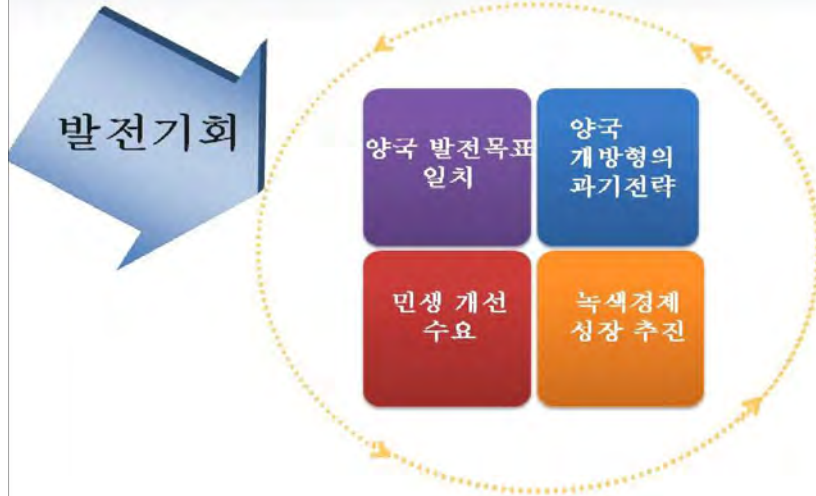 발전기회
양국 발전목표
일치
양국
개방형의
과기전략
민생 개선
수요
녹색경제
성장 추진